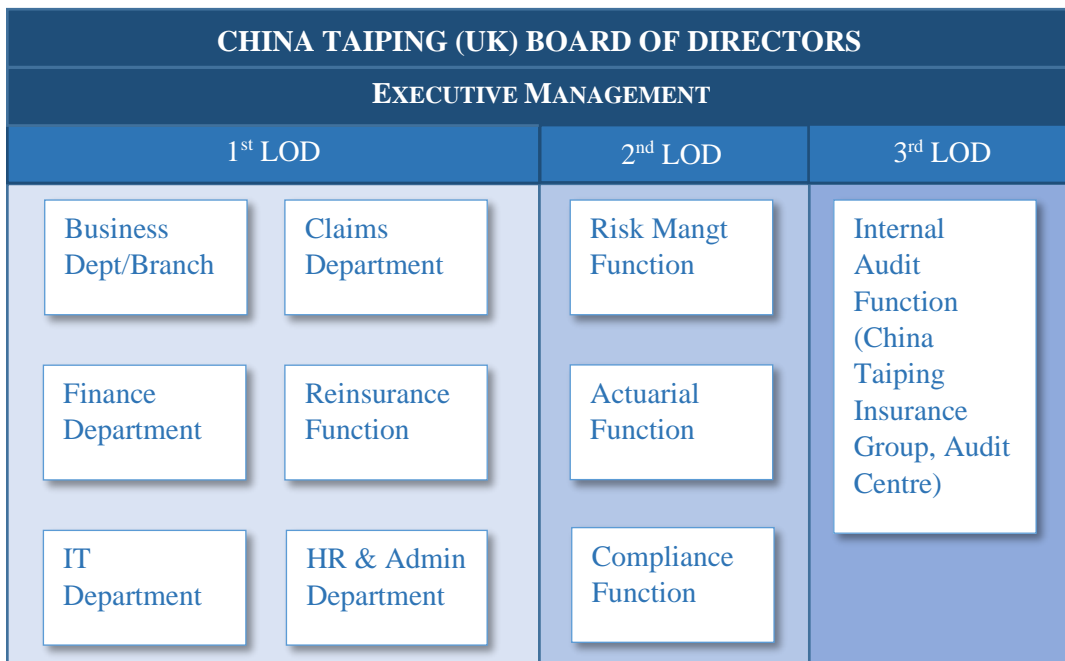 CHINA TAIPING (UK) BOARD OF DIRECTORS
EXECUTIVE MANAGEMENT
1st LOD
2nd LOD
3rd LOD
Business
Dept/Branch
Claims
Department
Finance
Department
Reinsurance
Function
IT
Department
HR & Admin
Department
Risk Mangt
Function
Actuarial
Function
Compliance
Function
Internal
Audit
Function
(China
Taiping
Insurance
Group, Audit
Centre)